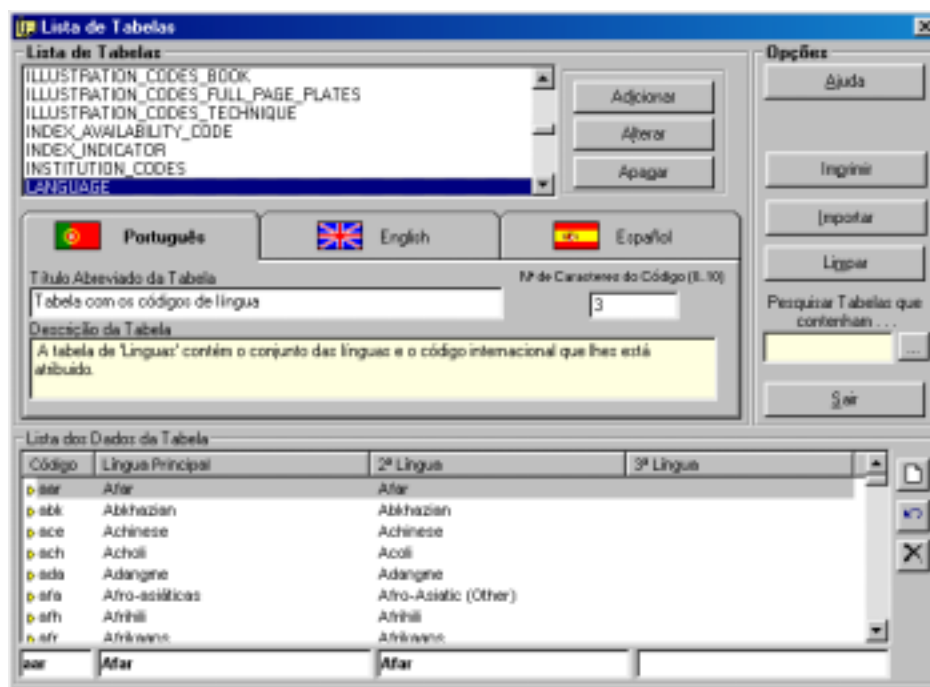 Lista de Tabelas
Lista de Tabelas
ILLUSTRATION_CODES_BOOK
ILLUSTRATION_CODES_FULL_PAGE_PLATES
ILLUSTRATION_CODES_TECHNIQUE
INDEX_AVAILABILITY_CODE
INDEX_INDICATOR
INSTITUTION_CODES
LANGUAGE
Adicionar
Alterar
Apagar
Opções
Ajuda
Imprimir
Importar
Limpar
Pesquisar Tabelas que
contenham . . .
...
Sair
Português
English
Español
Título Abreviado da Tabela
Nº de Caracteres do Código (0..10)
Tabela com os códigos de língua
3
Descrição da Tabela
A tabela de 'Línguas' contém o conjunto das línguas e o código internacional que lhes está
atribuído.
Lista dos Dados da Tabela
Código Língua Principal 2ª Língua 3ª Língua
aar Afar Afar
abk Abkhazian Abkhazian
ace Achinese Achinese
ach Acholi Acoli
ada Adangme Adangme
afa Afro-asiáticas Afro-Asiatic (Other)
afh Afrihili Afrihili
afr Afrikaans Afrikaans
aar Afar Afar